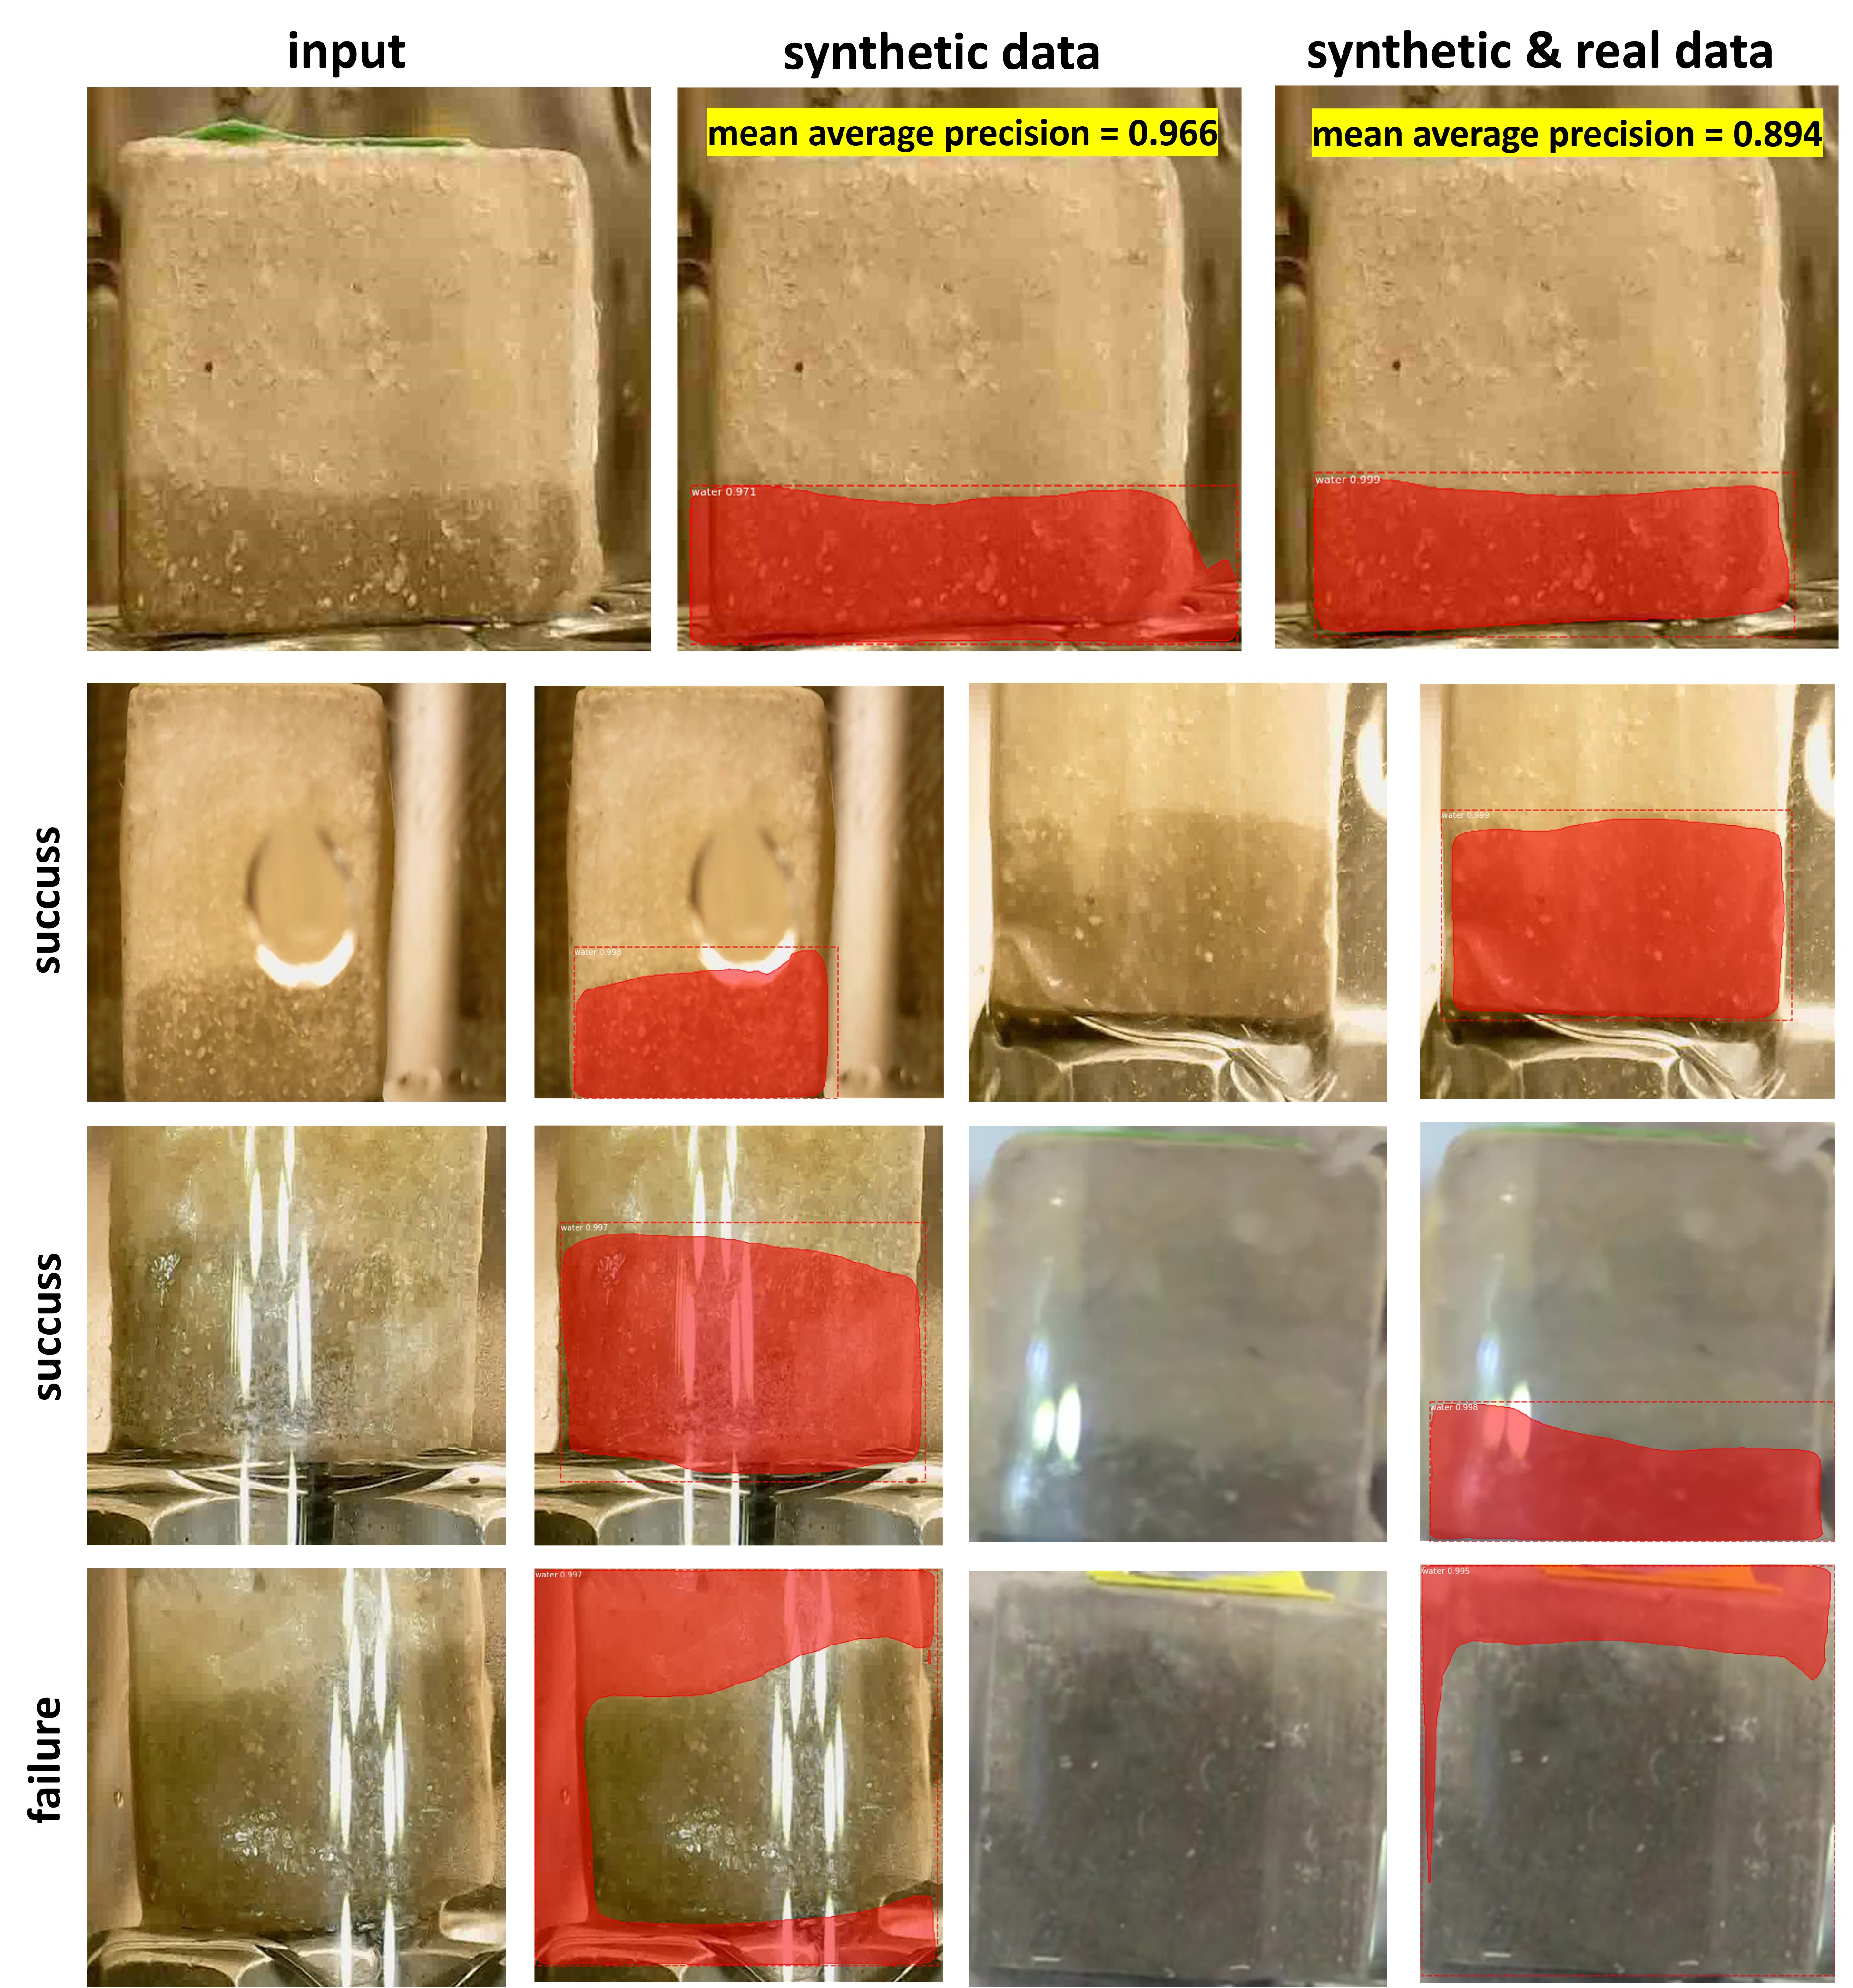 input
synthetic data
synthetic & real data
mean average precision = 0.966
mean average precision = 0.894
water 0.971
water 0.999
succuss
water 0.998
water 0.999
succuss
water 0.997
water 0.998
failure
water 0.997
water 0.995